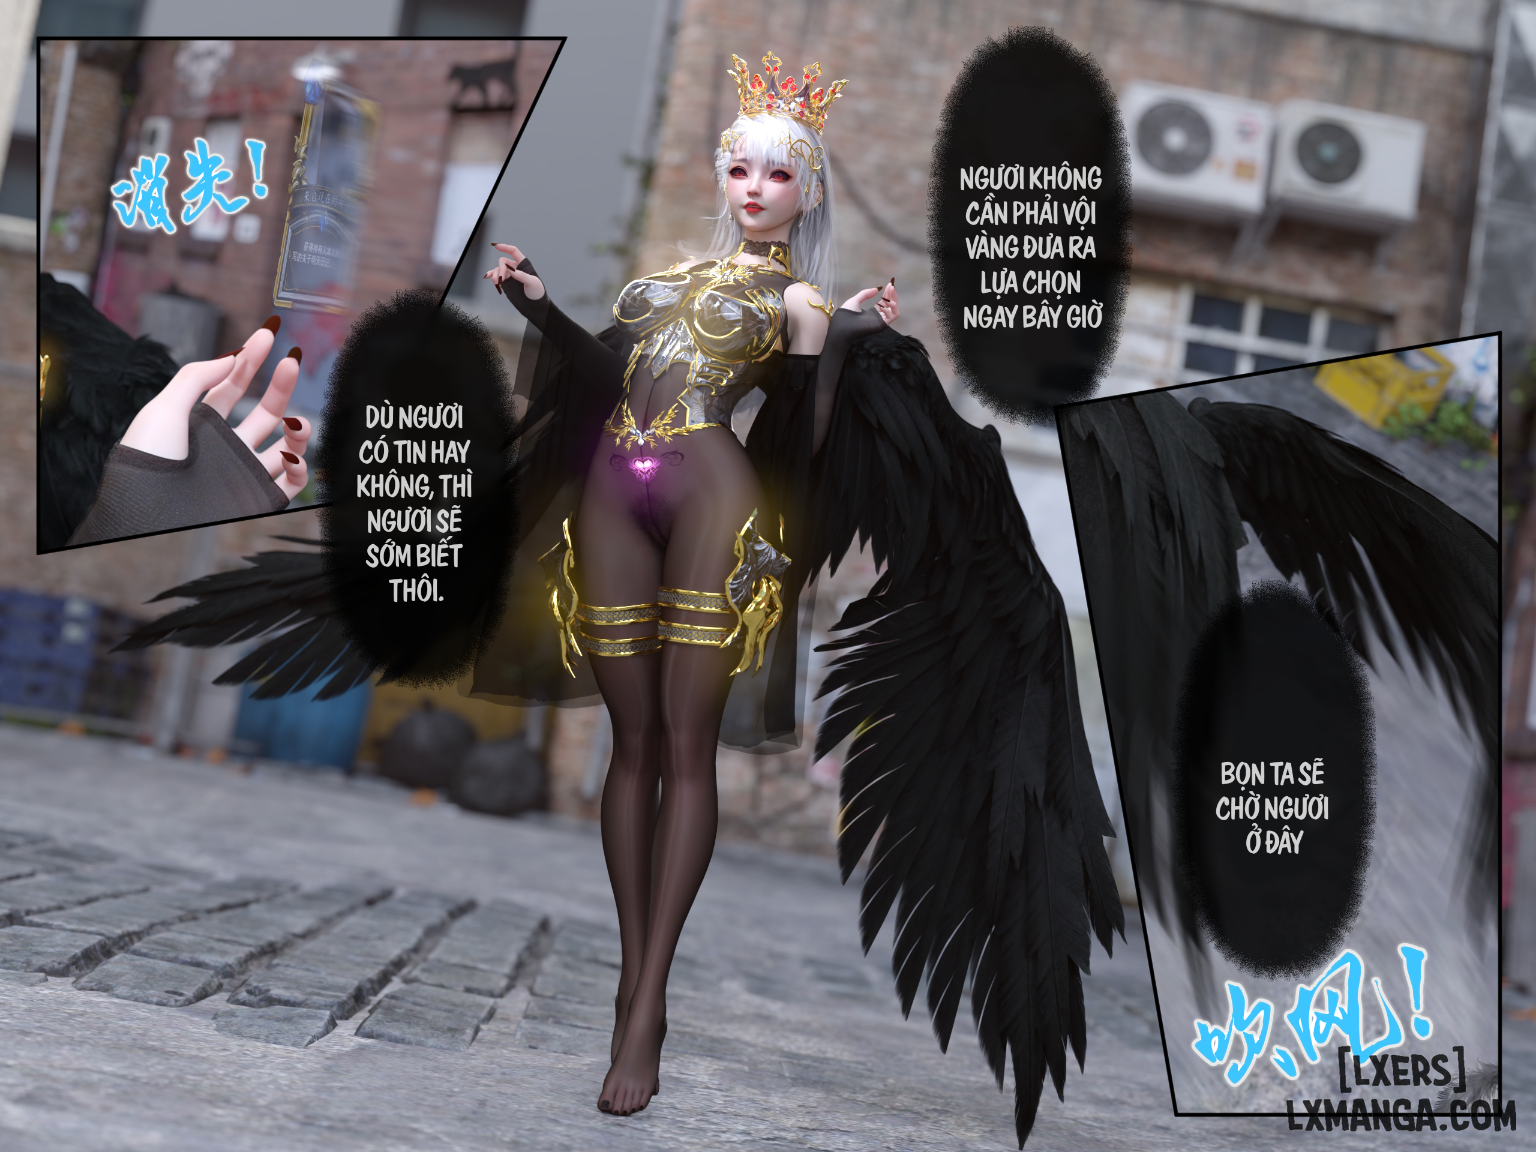 消失!
NGƯƠI KHÔNG
CẦN PHẢI VỘI
VÀNG ĐƯA RA
LỰA CHỌN
NGAY BÂY GIỜ
DÙ NGƯƠI
CÓ TIN HAY
KHÔNG, THÌ
NGƯƠI SẼ
SỚM BIẾT
THÔI.
BỌN TA SẼ
CHỜ NGƯƠI
Ở ĐÂY
吹风!
[LXERS]
LXMANGA.COM